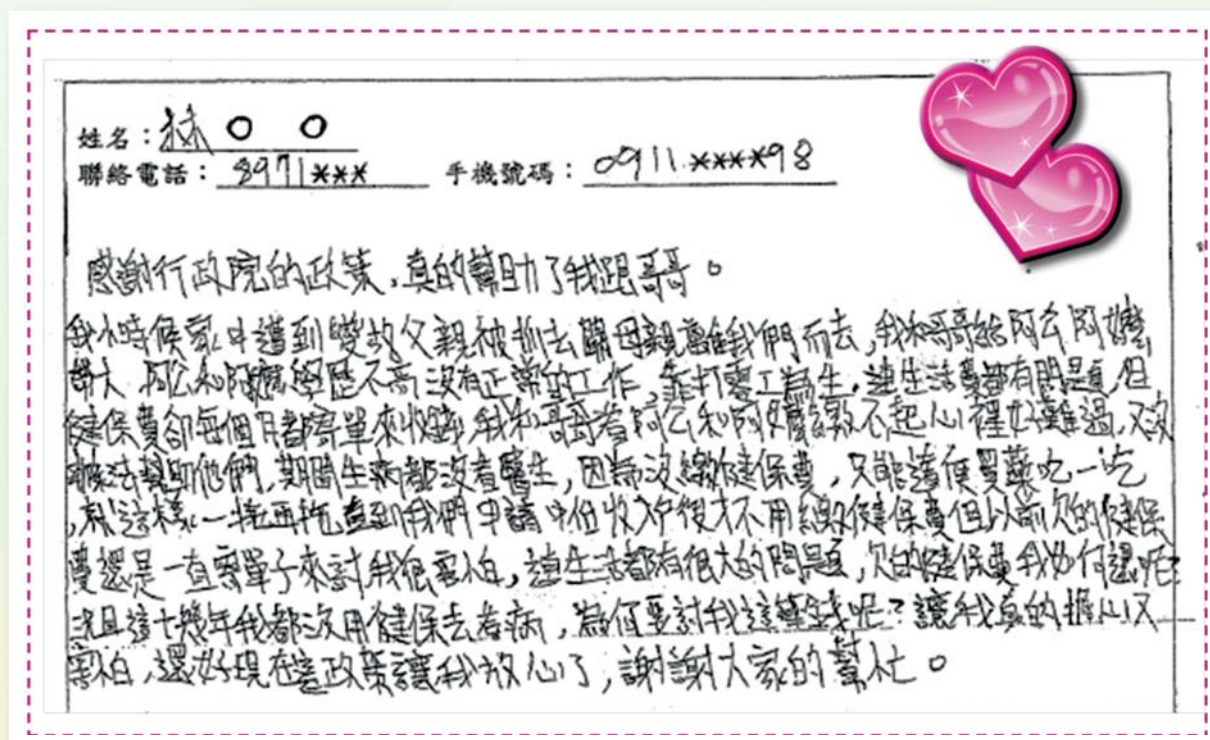 姓名：林〇 〇
聯絡電話：8971*** 手機號碼：0911.****98
感謝行政院的政策,真的幫助了我跟哥哥。
我小時候家中遭到變故父親被抓去關母親離我們而去,我和哥哥給阿公阿嬤
帶大 阿公和阿嬤學歷不高沒有正常的工作,靠打零工為生,連生活費都有問題,但
健保費卻每個月都寄單來收錢,我和哥哥看阿公和阿嬤繳不起心裡好難過,又沒
辦法幫助他們,期間生病都沒看醫生,因為沒繳健保費,只能隨便買藥吃一吃
,就這樣一拖再拖直到我們申請中低收入戶後才不用繳健保費但以前欠的健保
費還是一直寄單子來討我很害怕,連生活都有很大的問題,欠的健保費我如何還呢?
況且這十幾年我都沒用健保去看病,為何要討我這筆錢呢?讓我真的擔心又
害怕,還好現在這政策讓我放心了,謝謝大家的幫忙。